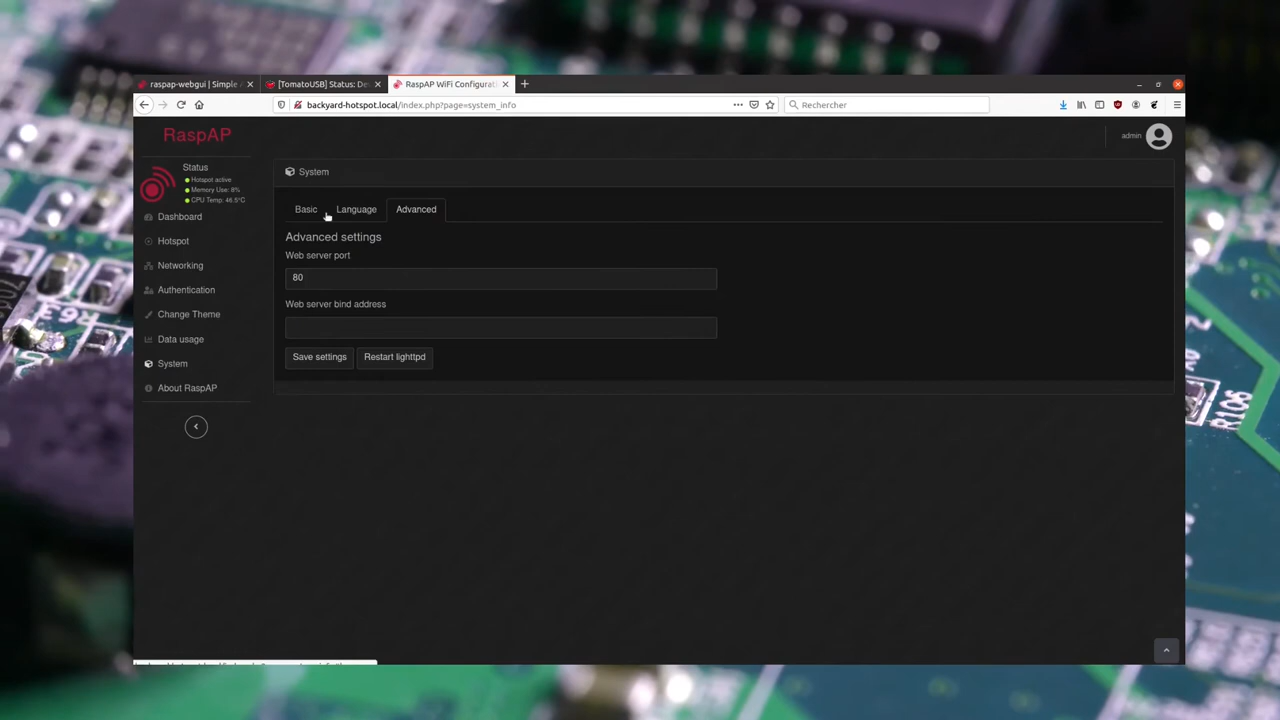 raspap-webgui | Simple A
[TomatoUSB] Status: De
RaspAP WiFi Configurati
backyard-hotspot.local/index.php?page=system_info
Rechercher
RaspAP
admin
Status
Hotspot active
Memory Use: 8%
CPU Temp: 46.5°C
Dashboard
Hotspot
Networking
Authentication
Change Theme
Data usage
System
About RaspAP
System
Basic
Language
Advanced
Advanced settings
Web server port
80
Web server bind address
Save settings
Restart lighttpd
R63
R106